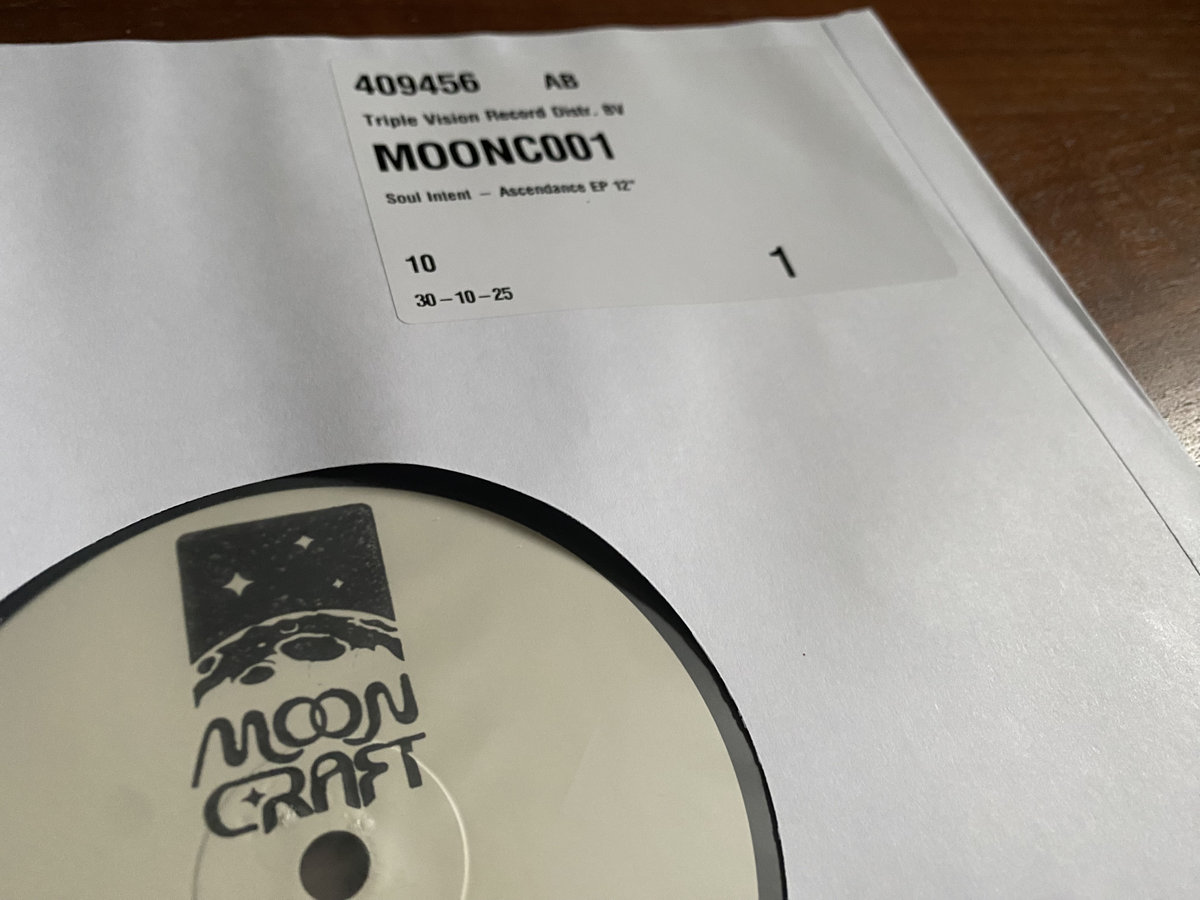 409456 AB
Triple Vision Record Distr. BV
MOONC001
Soul Intent – Ascendance EP 12"
10
1
30-10-25
MOON
CRAFT